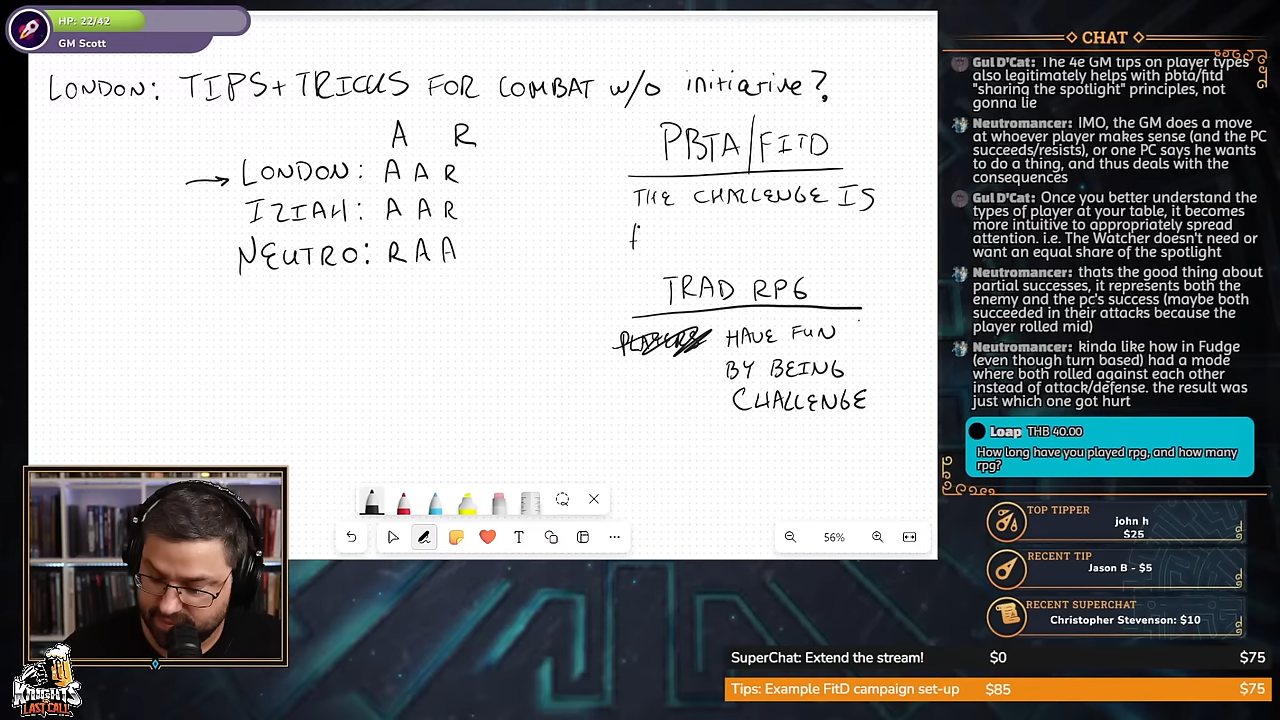 HP: 22/42
GM Scott
LONDON: TIPS + TRICKS FOR COMBAT W/O initiative?
A R
→ LONDON: A A R
IZIAH: A A R
NEUTRO: R A A
PBTA/FITD
THE CHALLENGE IS
f
TRAD RPG
HAVE FUN
BY BEING
CHALLENGE
56%
CHAT
Gul D'Cat: The 4e GM tips on player types
also legitimately helps with pbta/fitd
"sharing the spotlight" principles, not
gonna lie
Neutromancer: IMO, the GM does a move
at whoever player makes sense (and the PC
succeeds/resists), or one PC says he wants
to do a thing, and thus deals with the
consequences
Gul D'Cat: Once you better understand the
types of player at your table, it becomes
more intuitive to appropriately spread
attention. i.e. The Watcher doesn't need or
want an equal share of the spotlight
Neutromancer: thats the good thing about
partial successes, it represents both the
enemy and the pc's success (maybe both
succeeded in their attacks because the
player rolled mid)
Neutromancer: kinda like how in Fudge
(even though turn based) had a mode
where both rolled against each other
instead of attack/defense. the result was
just which one got hurt
Loap THB 40.00
How long have you played rpg, and how many
rpg?
TOP TIPPER
john h
$25
RECENT TIP
Jason B - $5
RECENT SUPERCHAT
Christopher Stevenson: $10
SuperChat: Extend the stream! $0 $75
Tips: Example FitD campaign set-up $85 $75
KNIGHTS
LAST CALL